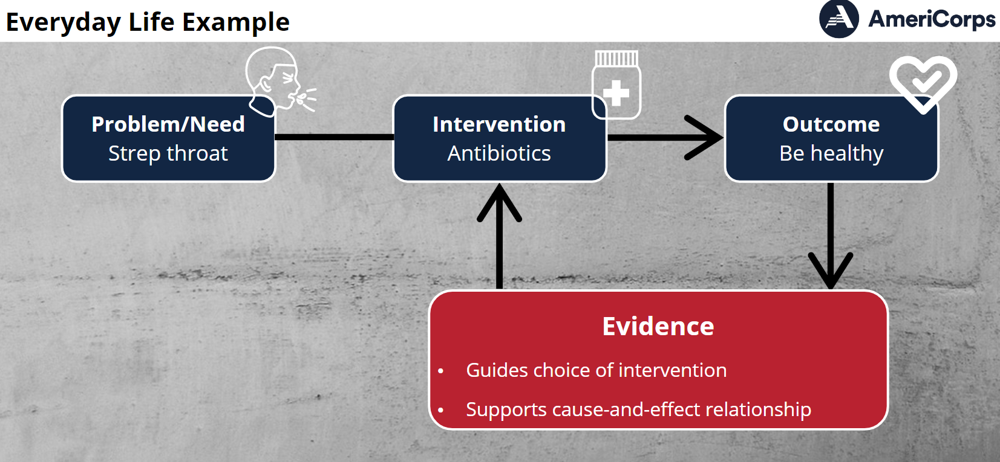 Everyday Life Example
AmeriCorps
Problem/Need
Strep throat
Intervention
Antibiotics
Outcome
Be healthy
Evidence
• Guides choice of intervention
• Supports cause-and-effect relationship